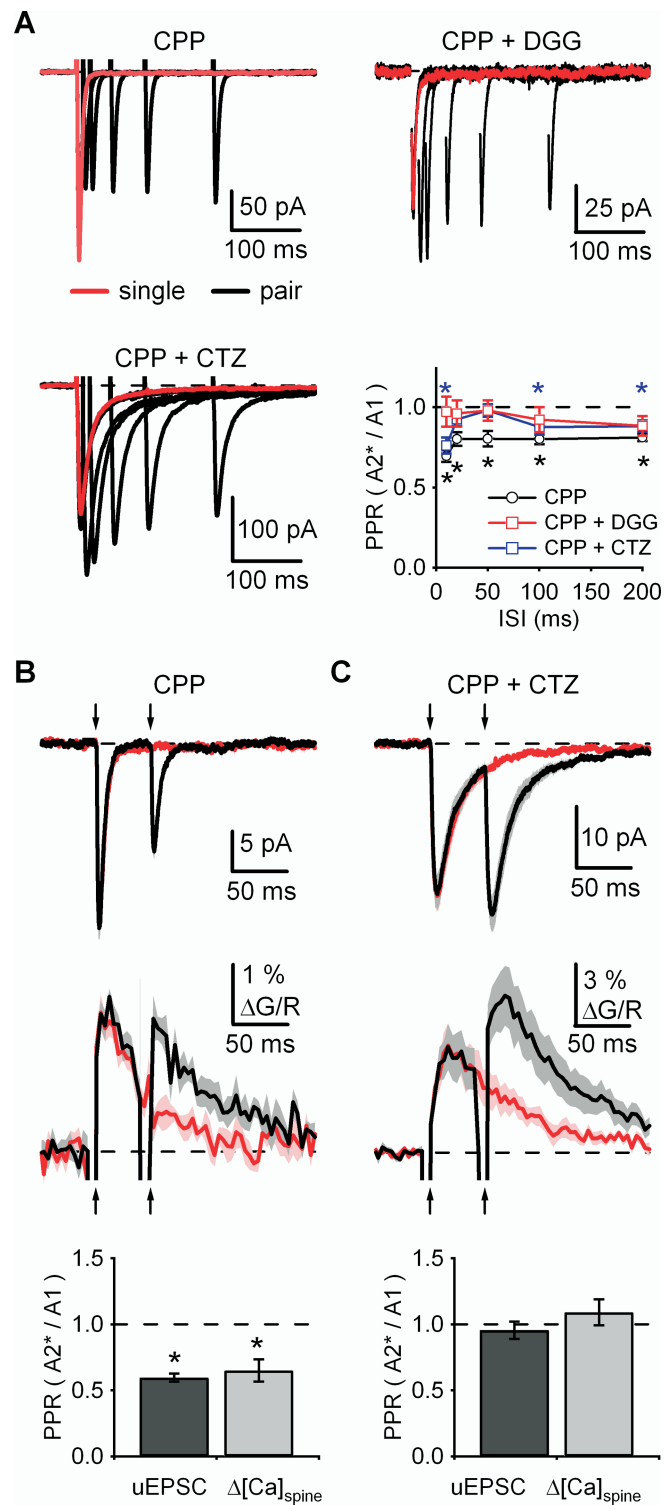 A
CPP
CPP + DGG
50 pA
100 ms
25 pA
100 ms
single
pair
CPP + CTZ
100 pA
100 ms
PPR ( A2* / A1 )
1.0
0.5
0.0
* * *
* * * * *
CPP
CPP + DGG
CPP + CTZ
0 50 100 150 200
ISI (ms)
B
CPP
5 pA
50 ms
1 %
ΔG/R
50 ms
PPR ( A2* / A1 )
1.5
1.0
0.5
0.0
* *
uEPSC Δ[Ca]spine
C
CPP + CTZ
10 pA
50 ms
3 %
ΔG/R
50 ms
PPR ( A2* / A1 )
1.5
1.0
0.5
0.0
uEPSC Δ[Ca]spine